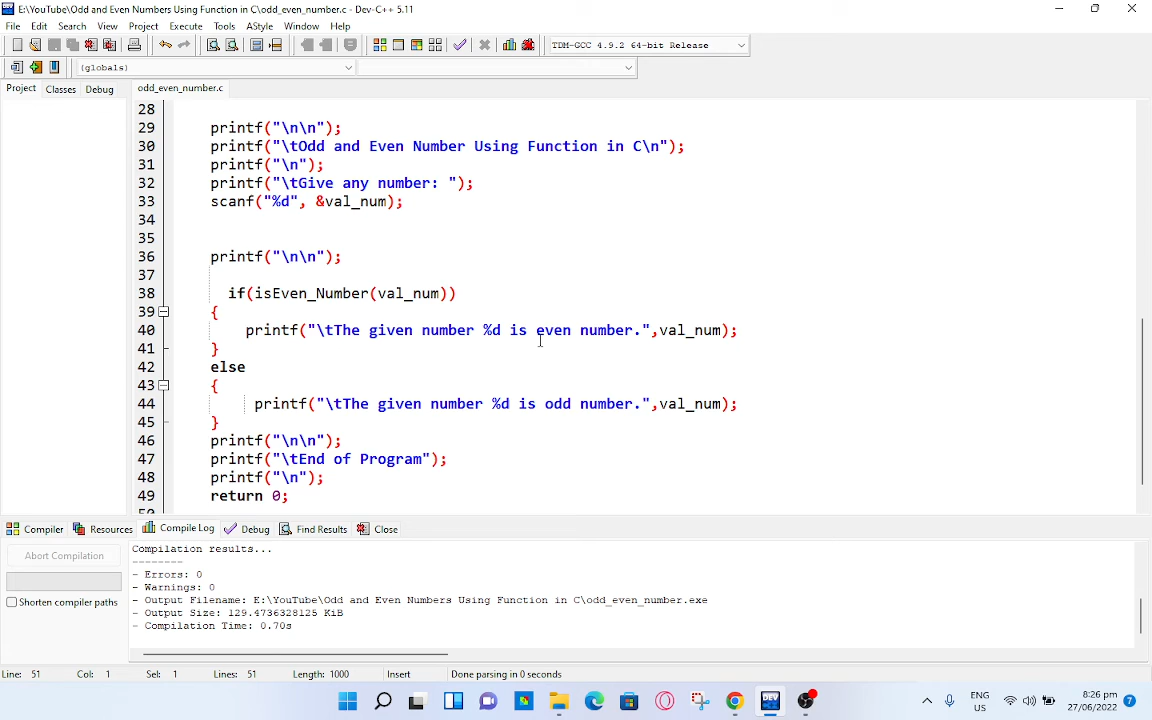 E:\YouTube\Odd and Even Numbers Using Function in C\odd_even_number.c - Dev-C++ 5.11
File Edit Search View Project Execute Tools AStyle Window Help
TDM-GCC 4.9.2 64-bit Release
(globals)
Project Classes Debug
odd_even_number.c
28
29 printf("\n\n");
30 printf("\tOdd and Even Number Using Function in C\n");
31 printf("\n");
32 printf("\tGive any number: ");
33 scanf("%d", &val_num);
34
35
36 printf("\n\n");
37
38 if(isEven_Number(val_num))
39 {
40 printf("\tThe given number %d is even number.",val_num);
41 }
42 else
43 {
44 printf("\tThe given number %d is odd number.",val_num);
45 }
46 printf("\n\n");
47 printf("\tEnd of Program");
48 printf("\n");
49 return 0;
50
Compiler Resources Compile Log Debug Find Results Close
Abort Compilation
Shorten compiler paths
Compilation results...
--------
- Errors: 0
- Warnings: 0
- Output Filename: E:\YouTube\Odd and Even Numbers Using Function in C\odd_even_number.exe
- Output Size: 129.4736328125 KiB
- Compilation Time: 0.70s
Line: 51 Col: 1 Sel: 1 Lines: 51 Length: 1000 Insert Done parsing in 0 seconds
DEV
ENG
US
8:26 pm
27/06/2022
7